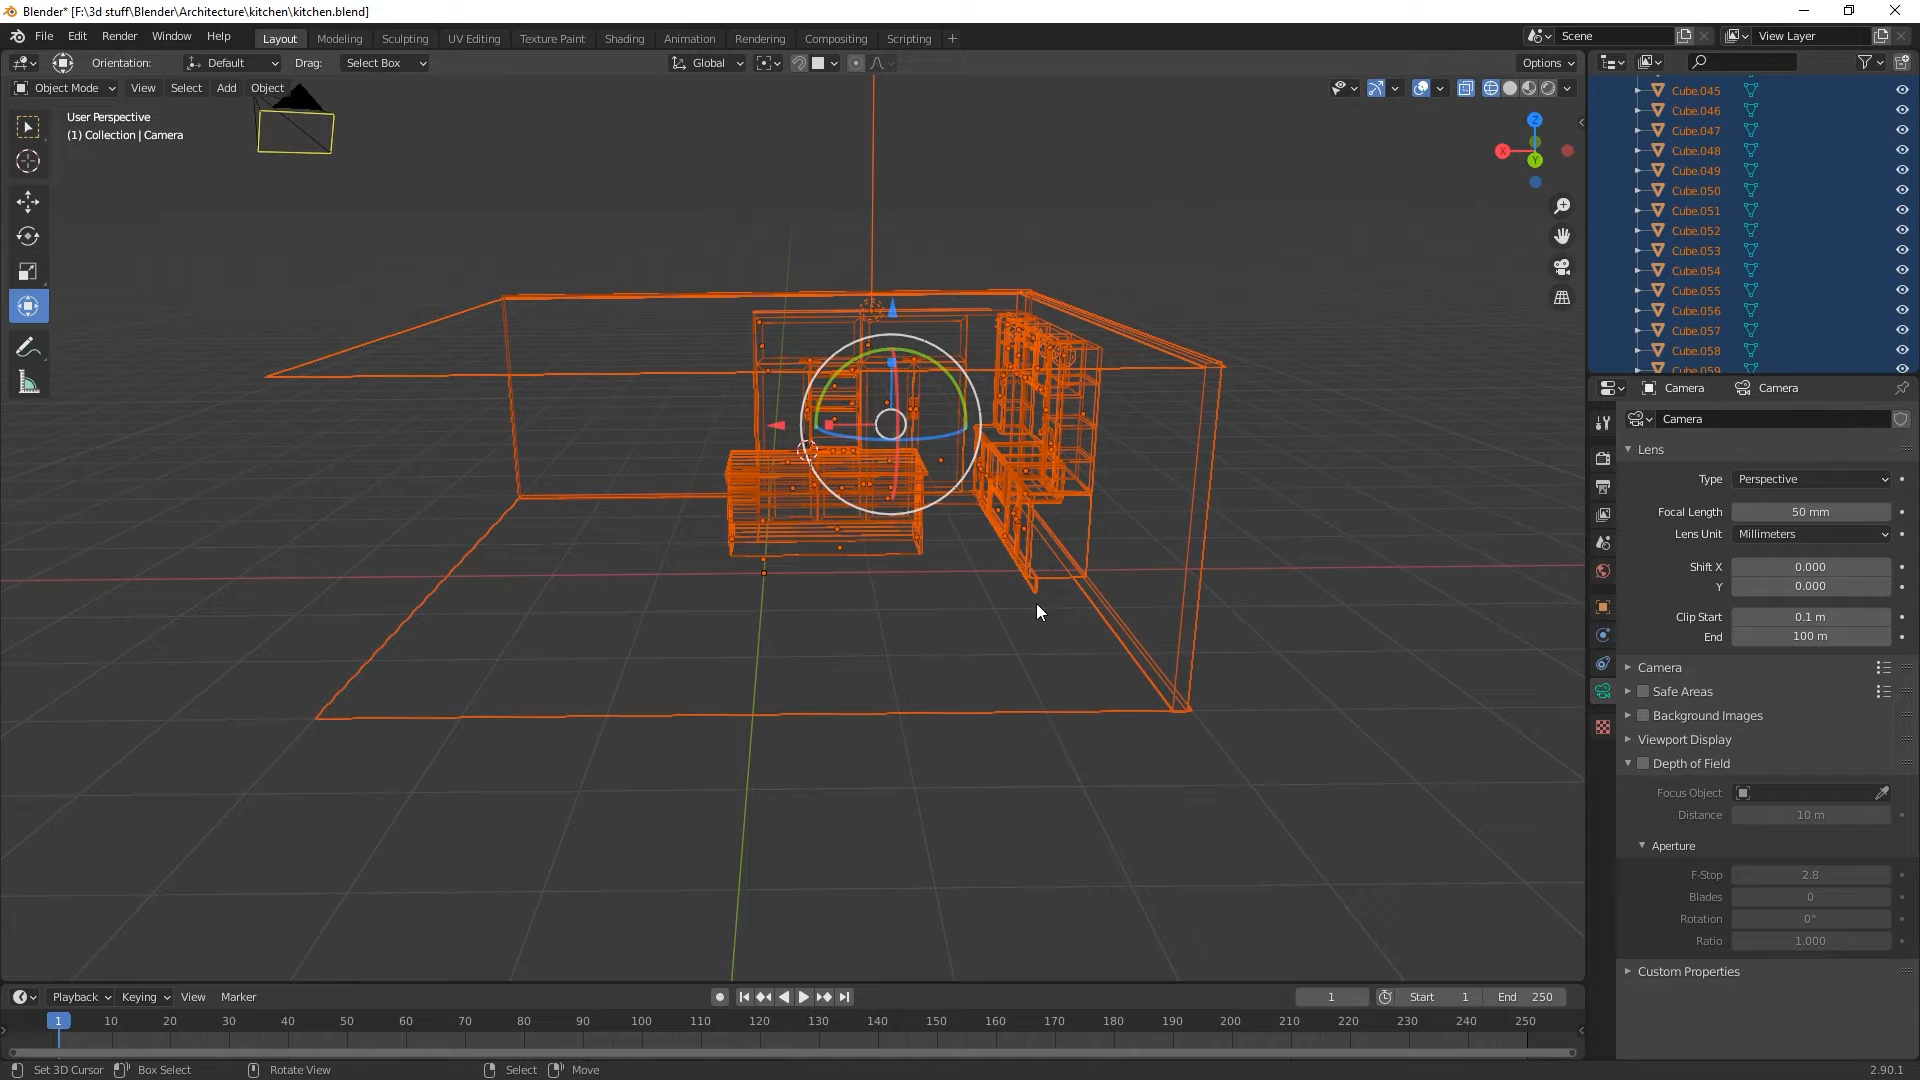 Blender* [F:\3d stuff\Blender\Architecture\kitchen\kitchen.blend]
File Edit Render Window Help
Layout Modeling Sculpting UV Editing Texture Paint Shading Animation Rendering Compositing Scripting +
Scene
View Layer
Orientation: Default Drag: Select Box
Global
Options
Object Mode View Select Add Object
User Perspective
(1) Collection | Camera
Z
X
Y
Cube.045
Cube.046
Cube.047
Cube.048
Cube.049
Cube.050
Cube.051
Cube.052
Cube.053
Cube.054
Cube.055
Cube.056
Cube.057
Cube.058
Cube.059
Camera Camera
Camera
Lens
Type Perspective
Focal Length 50 mm
Lens Unit Millimeters
Shift X 0.000
Y 0.000
Clip Start 0.1 m
End 100 m
Camera
Safe Areas
Background Images
Viewport Display
Depth of Field
Focus Object
Distance 10 m
Aperture
F-Stop 2.8
Blades 0
Rotation 0°
Ratio 1.000
Custom Properties
Playback Keying View Marker
1 Start 1 End 250
1 10 20 30 40 50 60 70 80 90 100 110 120 130 140 150 160 170 180 190 200 210 220 230 240 250
Set 3D Cursor Box Select Rotate View Select Move
2.90.1